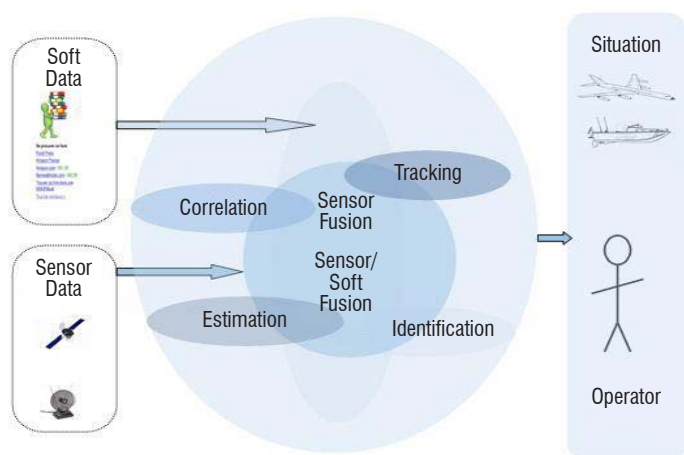 Soft
Data
Sensor
Data
Correlation
Tracking
Sensor
Fusion
Sensor/
Soft
Fusion
Estimation
Identification
Situation
Operator